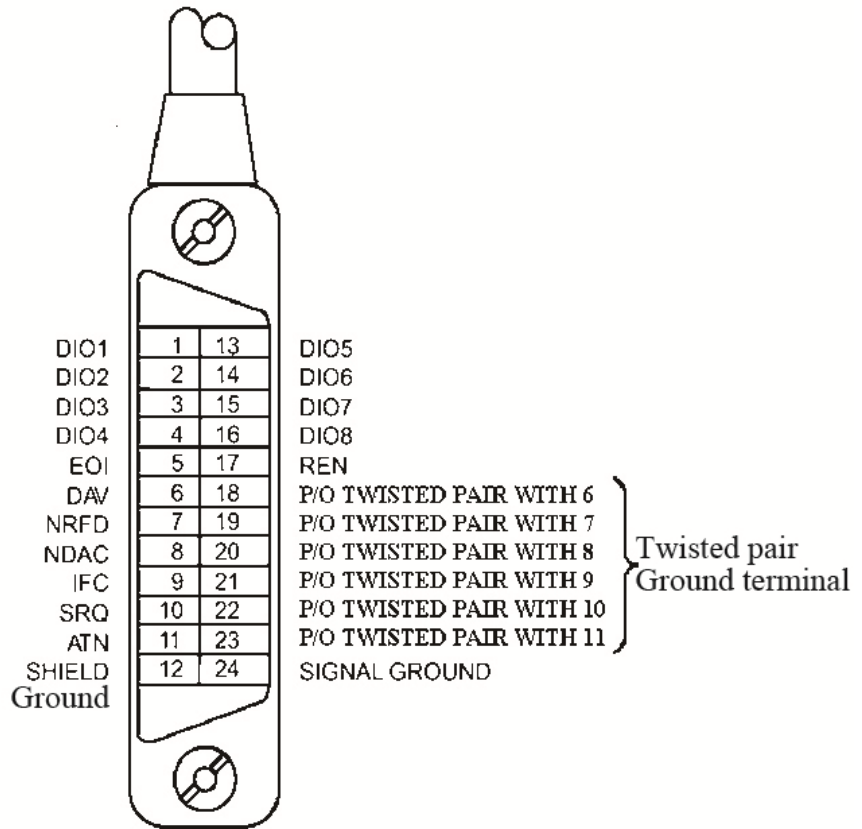 DIO1 1 13 DIO5
DIO2 2 14 DIO6
DIO3 3 15 DIO7
DIO4 4 16 DIO8
EOI 5 17 REN
DAV 6 18 P/O TWISTED PAIR WITH 6
NRFD 7 19 P/O TWISTED PAIR WITH 7
NDAC 8 20 P/O TWISTED PAIR WITH 8
IFC 9 21 P/O TWISTED PAIR WITH 9
SRQ 10 22 P/O TWISTED PAIR WITH 10
ATN 11 23 P/O TWISTED PAIR WITH 11
SHIELD 12 24 SIGNAL GROUND
Ground
Twisted pair
Ground terminal